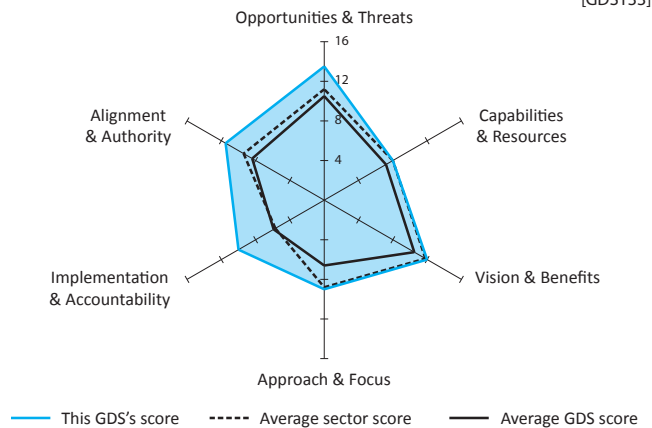 Opportunities & Threats
16
12
8
4
Alignment
& Authority
Capabilities
& Resources
Implementation
& Accountability
Vision & Benefits
Approach & Focus
This GDS's score
Average sector score
Average GDS score